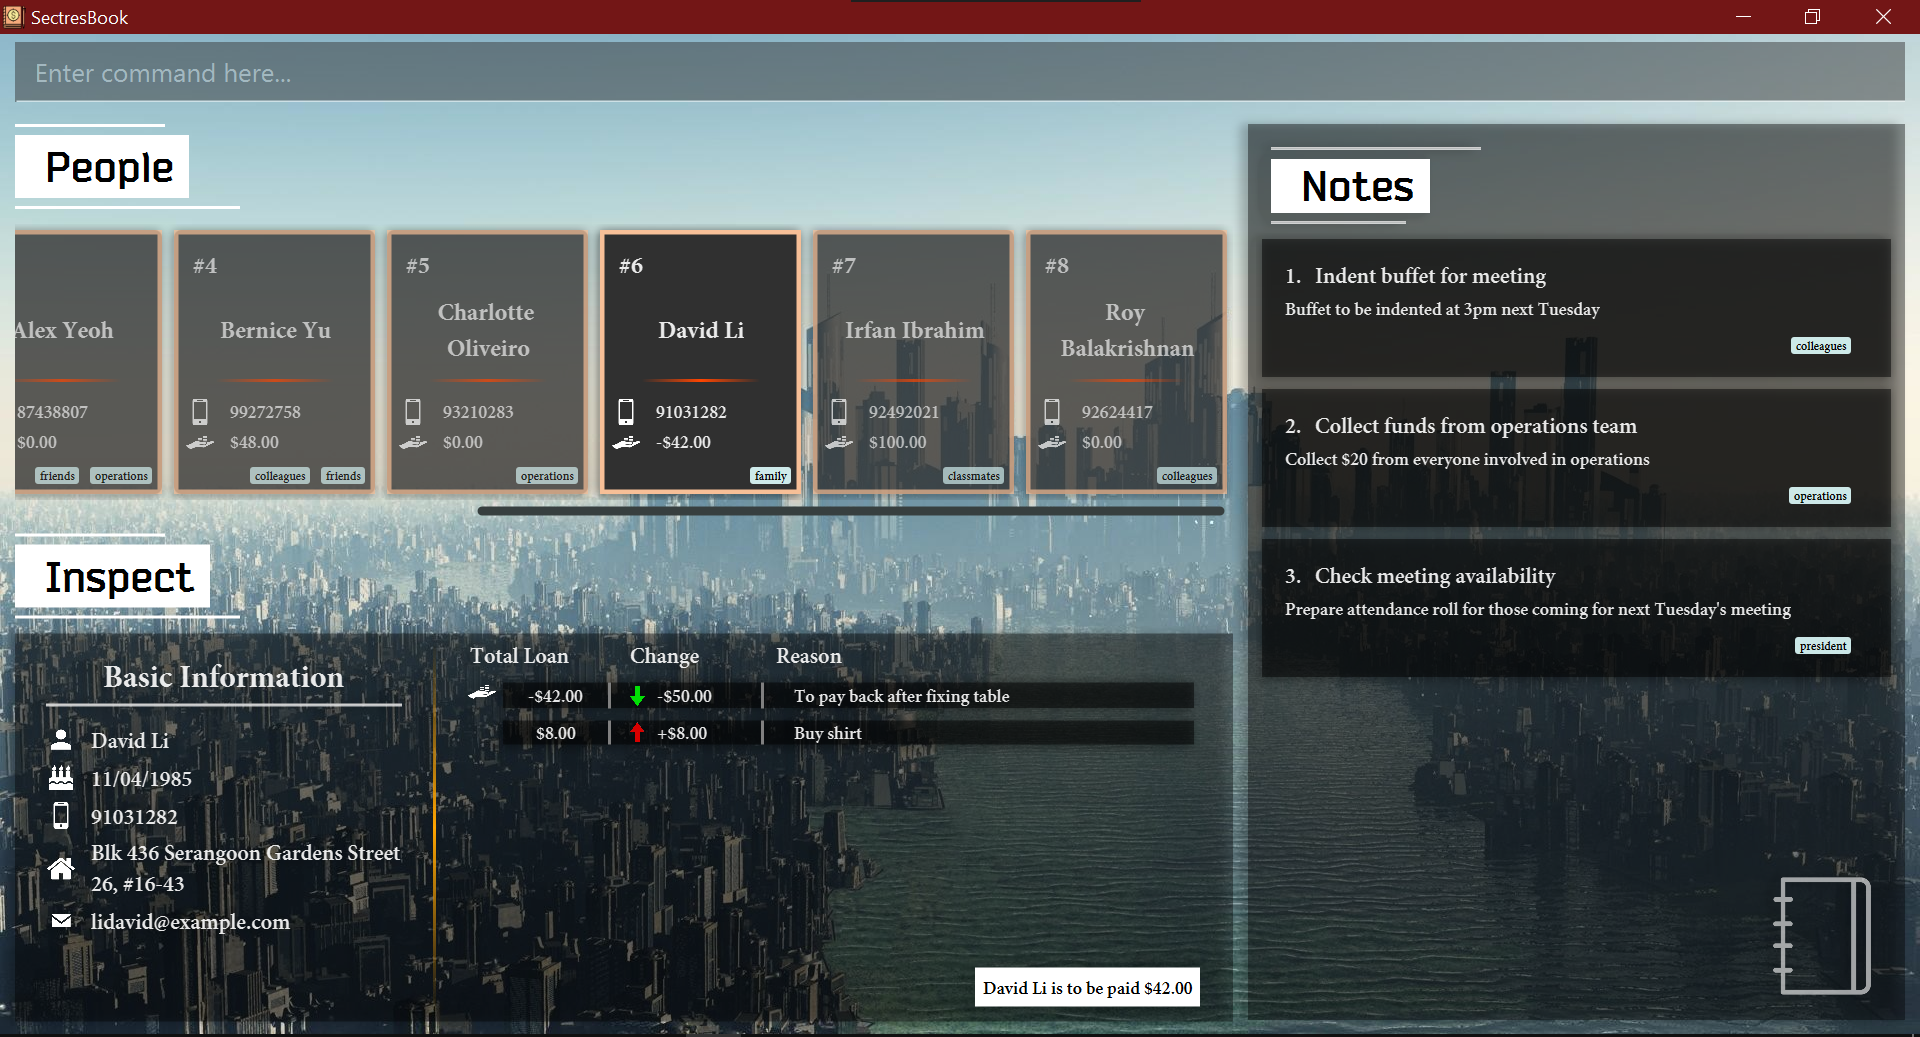 SectresBook
Enter command here...
People
Alex Yeoh
87438807
$0.00
friends operations
#4
Bernice Yu
99272758
$48.00
colleagues friends
#5
Charlotte
Oliveiro
93210283
$0.00
operations
#6
David Li
91031282
-$42.00
family
#7
Irfan Ibrahim
92492021
$100.00
classmates
#8
Roy
Balakrishnan
92624417
$0.00
colleagues
Inspect
Basic Information
David Li
11/04/1985
91031282
Blk 436 Serangoon Gardens Street
26, #16-43
lidavid@example.com
Total Loan Change Reason
-$42.00 -$50.00 To pay back after fixing table
$8.00 +$8.00 Buy shirt
David Li is to be paid $42.00
Notes
1. Indent buffet for meeting
Buffet to be indented at 3pm next Tuesday
colleagues
2. Collect funds from operations team
Collect $20 from everyone involved in operations
operations
3. Check meeting availability
Prepare attendance roll for those coming for next Tuesday's meeting
president